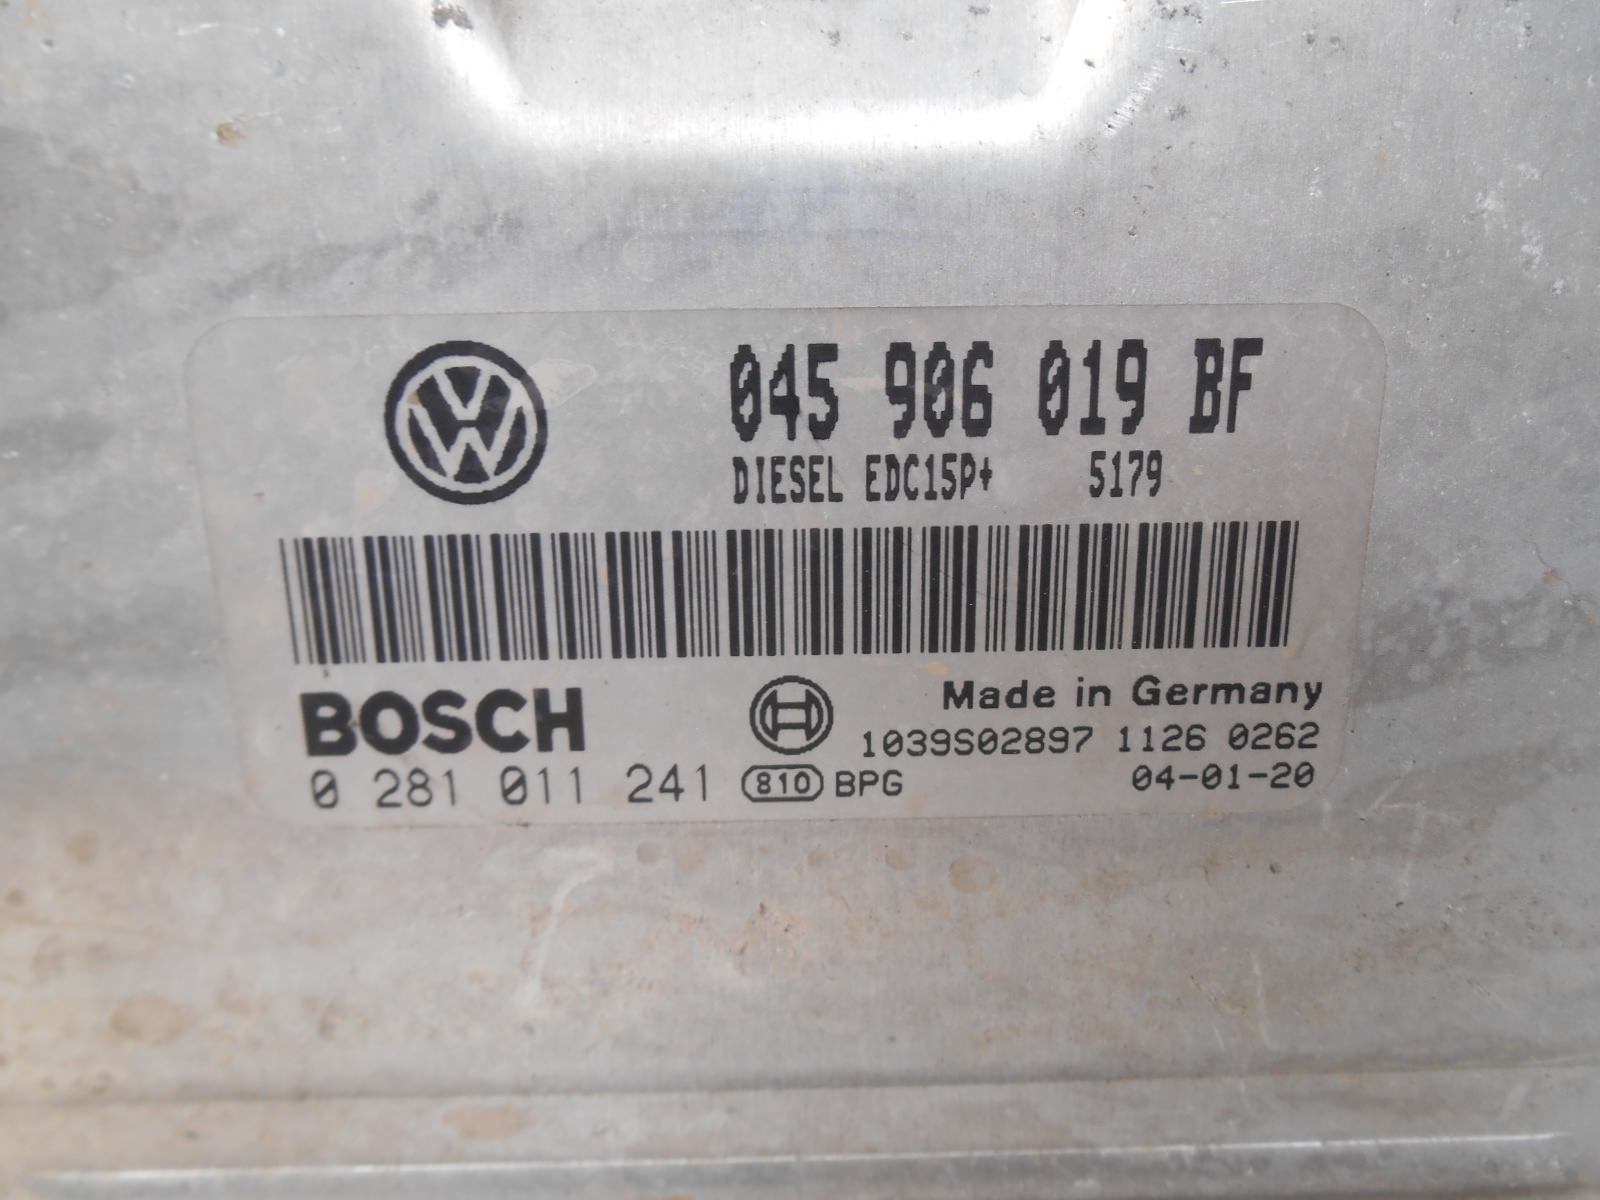 045 906 019 BF
DIESEL EDC15P+ 5179
BOSCH
Made in Germany
1039S02897 1126 0262
0 281 011 241 810 BPG 04-01-20